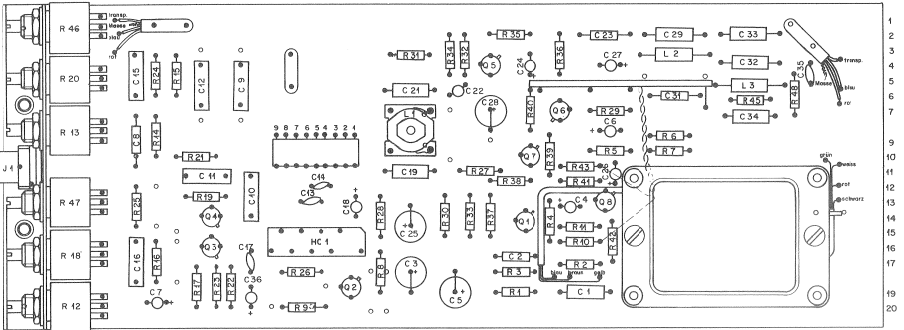 R 46
transp.
Masse
blau
rot
R 20
R 13
J 1
R 47
R 18
R 12
C 15
R 24
R 15
C 12
C 9
C 8
R 14
R 21
C 11
R 19
C 10
R 25
Q 4
Q 3
C 16
R 16
C 7
R 17
R 23
R 22
C 17
C 36
9 8 7 6 5 4 3 2 1
C 14
C 13
C 18
HC 1
R 26
R 9
Q 2
R 31
R 34
R 32
C 21
L 1
C 19
R 28
C 25
R 8
C 3
C 5
R 35
Q 5
C 22
C 28
C 24
R 36
R 40
Q 6
Q 7
R 27
R 38
R 39
R 30
R 33
R 37
Q 1
C 2
R 3
R 1
C 23
C 27
R 29
C 6
R 5
R 43
R 41
C 26
R 4
C 4
Q 8
R 11
R 10
R 42
R 2
blau
braun
gelb
C 1
C 29
L 2
C 31
R 6
R 7
C 33
C 32
L 3
R 45
C 34
R 48
C 35
transp.
Masse
blau
rot
grün
weiss
rot
schwarz
1
2
3
4
5
6
7
9
10
11
12
13
14
15
16
17
19
20